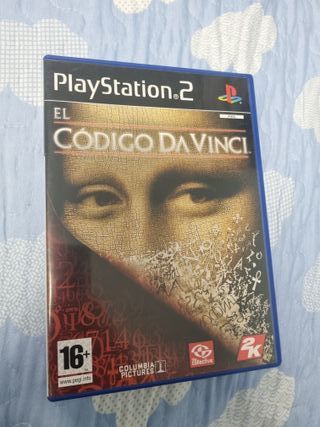 PlayStation®2
EL
CÓDIGO DA VINCI
16+
www.pegi.info
COLUMBIA
PICTURES
2K